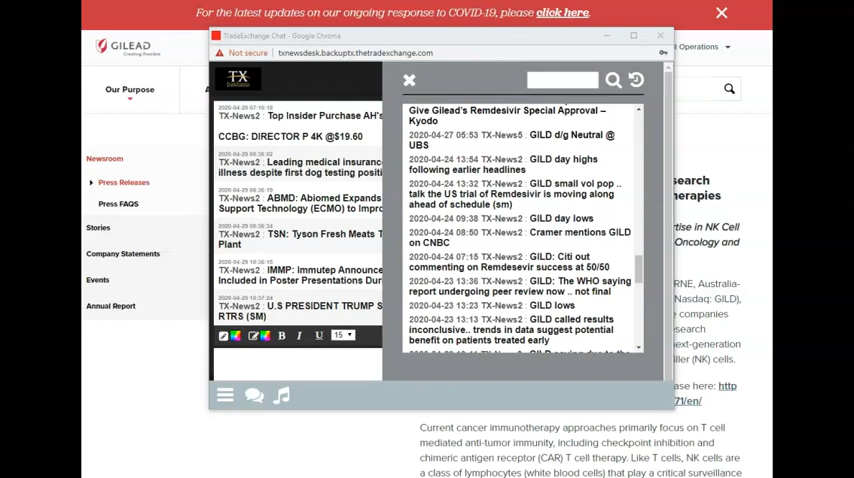 For the latest updates on our ongoing response to COVID-19, please click here.
GILEAD
Creating Possible
Operations
Our Purpose
TradeExchange Chat - Google Chrome
Not secure | txnewsdesk.backuptx.thetradexchange.com
TX
2020-04-29 07:10:18
TX-News2 : Top Insider Purchase AH's
CCBG: DIRECTOR P 4K @$19.60
2020-04-29 08:36:02
TX-News2 : Leading medical insuranc
illness despite first dog testing positi
2020-04-29 08:36:19
TX-News2 : ABMD: Abiomed Expands
Support Technology (ECMO) to Impro
2020-04-29 08:36:34
TX-News2 : TSN: Tyson Fresh Meats T
Plant
2020-04-29 10:36:15
TX-News2 : IMMP: Immutep Announce
Included in Poster Presentations Duri
2020-04-29 10:37:24
TX-News2 : U.S PRESIDENT TRUMP S
RTRS (SM)
B I U 15
Give Gilead's Remdesivir Special Approval –
Kyodo
2020-04-27 05:53 TX-News5 : GILD d/g Neutral @
UBS
2020-04-24 13:54 TX-News2 : GILD day highs
following earlier headlines
2020-04-24 13:32 TX-News2 : GILD small vol pop ..
talk the US trial of Remdesivir is moving along
ahead of schedule (sm)
2020-04-24 09:38 TX-News2 : GILD day lows
2020-04-24 08:50 TX-News2 : Cramer mentions GILD
on CNBC
2020-04-24 07:15 TX-News2 : GILD: Citi out
commenting on Remdesevir success at 50/50
2020-04-23 13:36 TX-News2 : GILD: The WHO saying
report undergoing peer review now .. not final
2020-04-23 13:23 TX-News2 : GILD lows
2020-04-23 13:13 TX-News2 : GILD called results
inconclusive.. trends in data suggest potential
benefit on patients treated early
Newsroom
Press Releases
Press FAQS
Stories
Company Statements
Events
Annual Report
search
herapies
rtise in NK Cell
Oncology and
RNE, Australia-
(Nasdaq: GILD),
e companies
esearch
next-generation
iller (NK) cells.
ase here: http
71/en/
Current cancer immunotherapy approaches primarily focus on T cell
mediated anti-tumor immunity, including checkpoint inhibition and
chimeric antigen receptor (CAR) T cell therapy. Like T cells, NK cells are
a class of lymphocytes (white blood cells) that play a critical surveillance